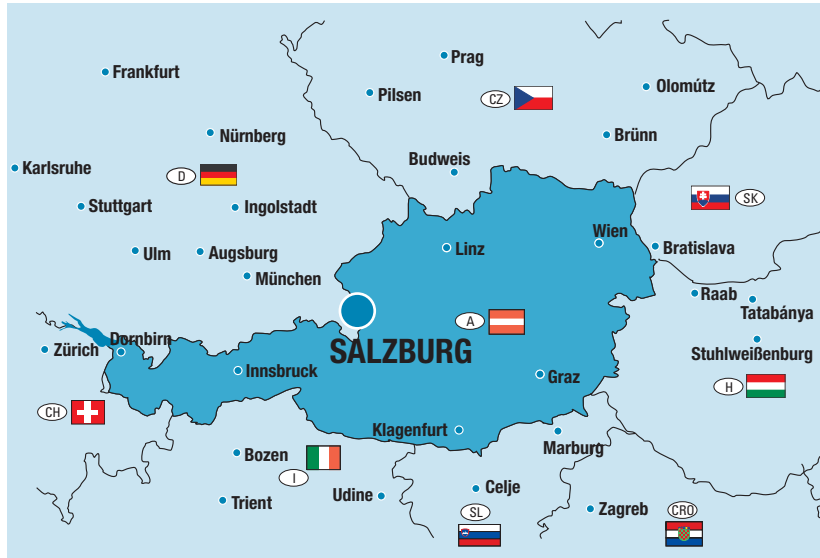 Prag
Frankfurt
Pilsen
CZ
Olomútz
Nürnberg
Brünn
Budweis
Karlsruhe
D
SK
Stuttgart
Ingolstadt
Wien
Linz
Bratislava
Ulm
Augsburg
München
Raab
Tatabánya
A
Dornbirn
Zürich
SALZBURG
Stuhlweißenburg
Innsbruck
Graz
H
CH
Klagenfurt
Marburg
Bozen
I
Trient
Udine
Celje
SL
Zagreb
CRO